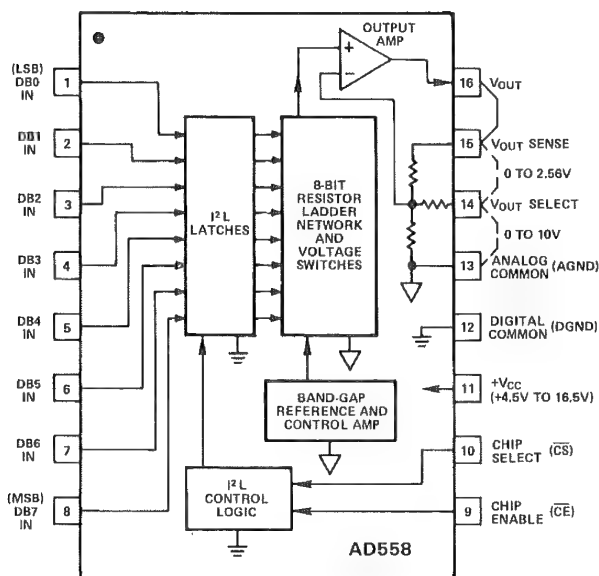 OUTPUT
AMP
(LSB)
DB0
IN
1
DB1
IN
2
DB2
IN
3
DB3
IN
4
DB4
IN
5
DB5
IN
6
DB6
IN
7
(MSB)
DB7
IN
8
I²L
LATCHES
8-BIT
RESISTOR
LADDER
NETWORK
AND
VOLTAGE
SWITCHES
+
−
BAND-GAP
REFERENCE AND
CONTROL AMP
I²L
CONTROL
LOGIC
16 VOUT
15 VOUT SENSE
0 TO 2.56V
14 VOUT SELECT
0 TO 10V
13 ANALOG
COMMON (AGND)
12 DIGITAL
COMMON (DGND)
11 +VCC
(+4.5V TO 16.5V)
10 CHIP
SELECT (C̅S̅)
9 CHIP
ENABLE (C̅E̅)
AD558